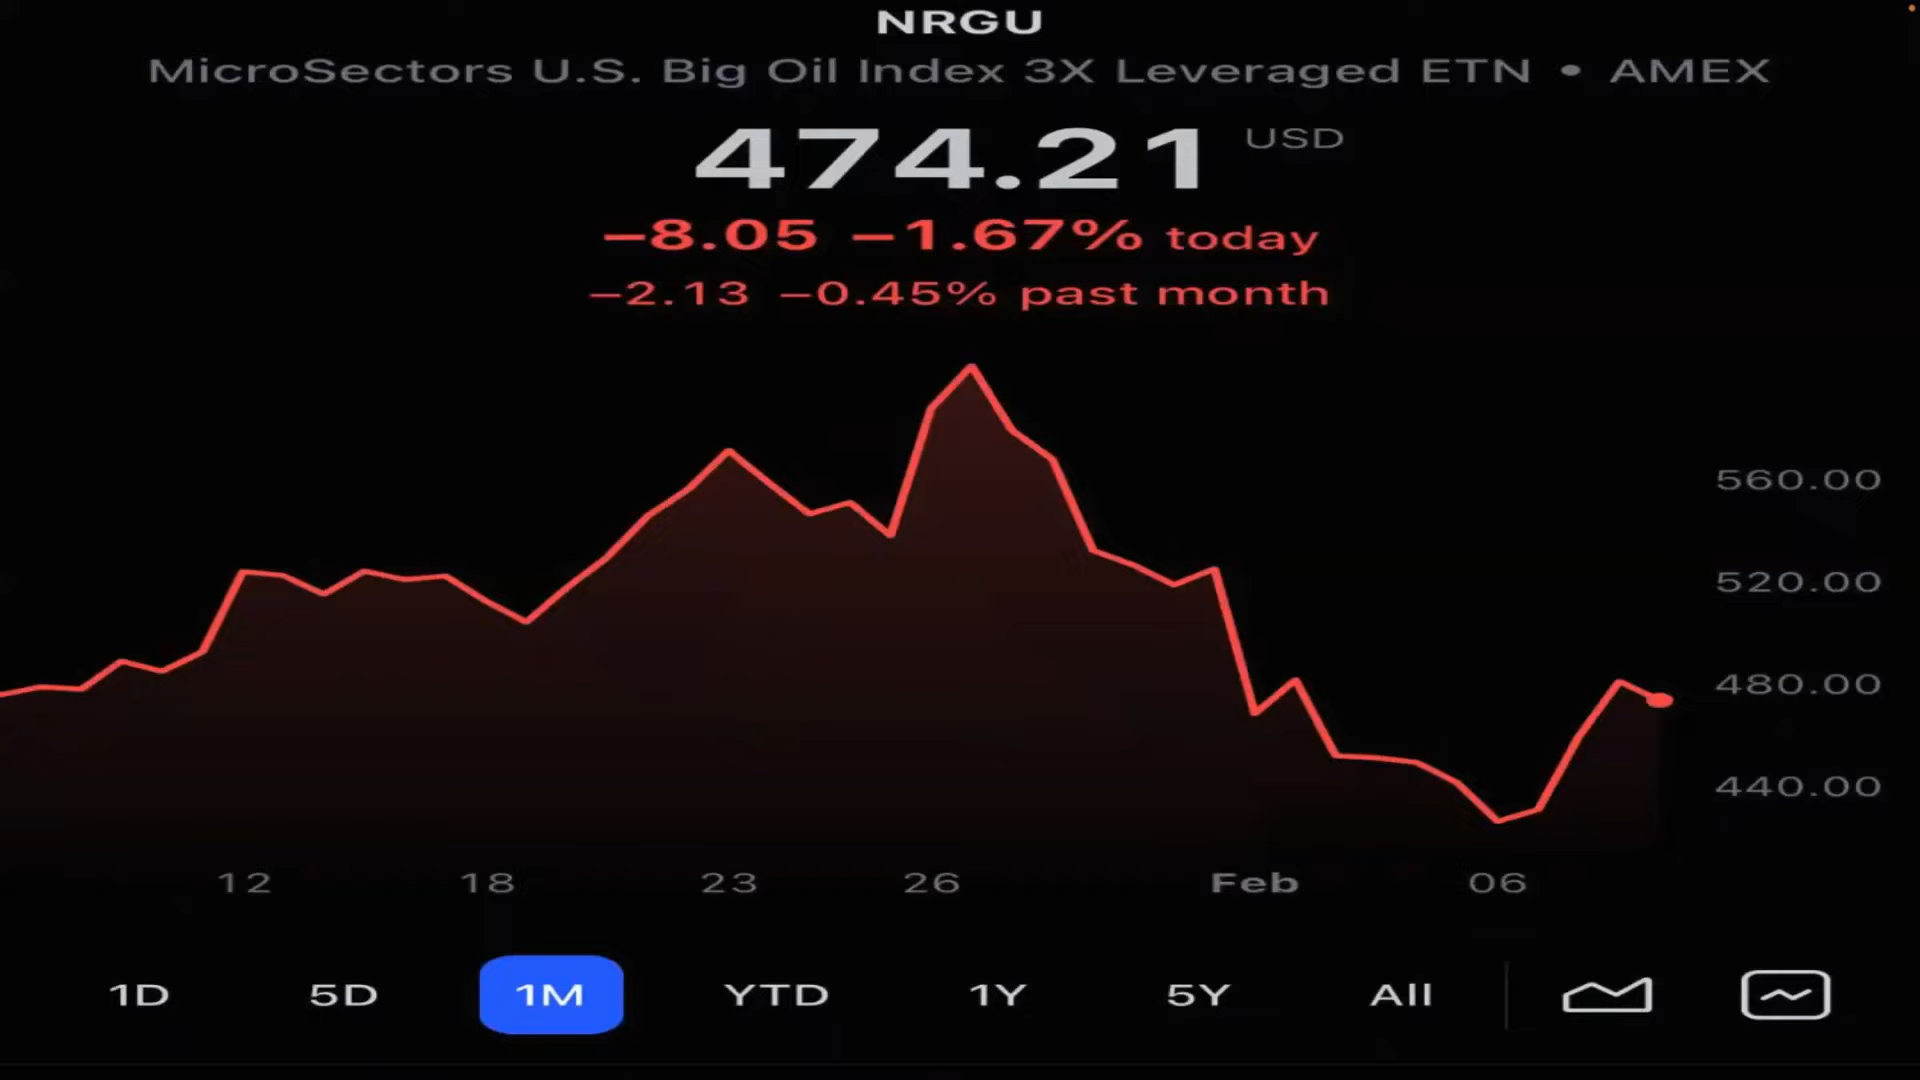 NRGU
MicroSectors U.S. Big Oil Index 3X Leveraged ETN • AMEX
474.21 USD
−8.05 −1.67% today
−2.13 −0.45% past month
560.00
520.00
480.00
440.00
12 18 23 26 Feb 06
1D 5D 1M YTD 1Y 5Y All